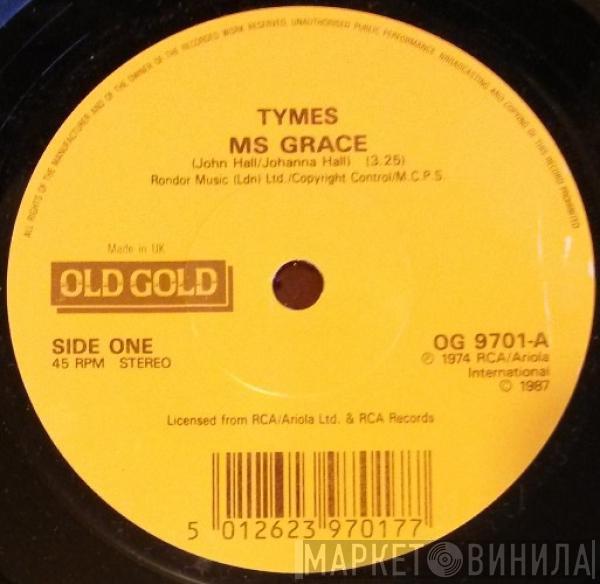 ALL RIGHTS OF THE MANUFACTURER AND OF THE OWNER OF THE RECORDED WORK RESERVED. UNAUTHORISED PUBLIC PERFORMANCE, BROADCASTING AND COPYING OF THIS RECORD PROHIBITED
TYMES
MS GRACE
(John Hall/Johanna Hall) (3.25)
Rondor Music (Ldn) Ltd./Copyright Control/M.C.P.S.
Made in UK
OLD GOLD
SIDE ONE
45 RPM STEREO
OG 9701-A
℗ 1974 RCA/Ariola
International
© 1987
Licensed from RCA/Ariola Ltd. & RCA Records
5 012623 970177
МАРКЕТ ВИНИЛА